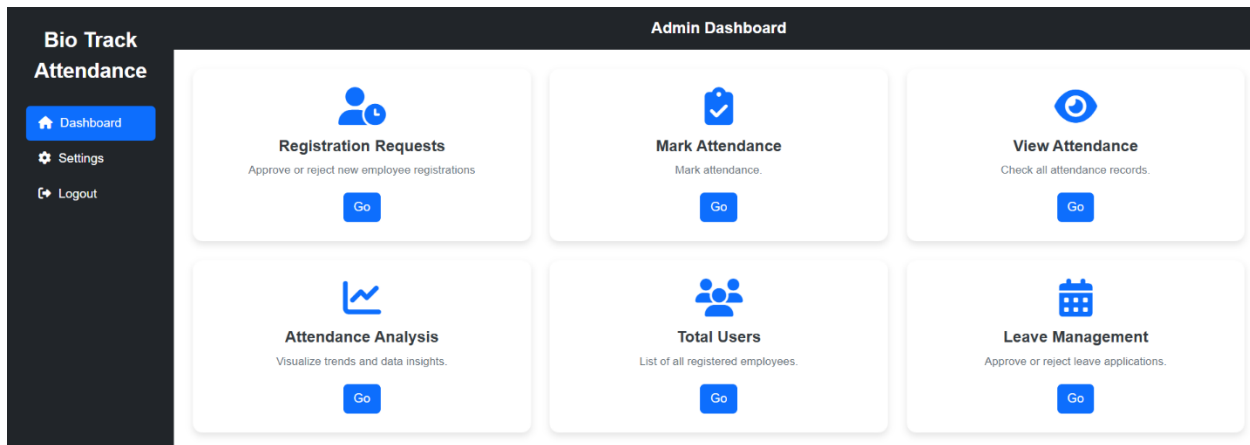 Bio Track
Attendance
Dashboard
Settings
Logout
Admin Dashboard
Registration Requests
Approve or reject new employee registrations
Go
Mark Attendance
Mark attendance.
Go
View Attendance
Check all attendance records.
Go
Attendance Analysis
Visualize trends and data insights.
Go
Total Users
List of all registered employees.
Go
Leave Management
Approve or reject leave applications.
Go